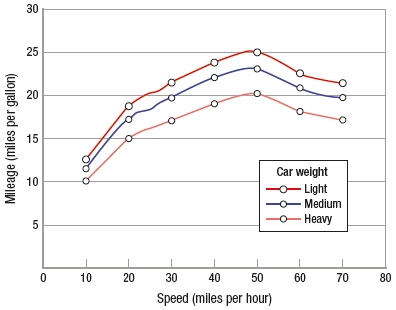 30
25
20
15
10
5
0 10 20 30 40 50 60 70 80
Mileage (miles per gallon)
Speed (miles per hour)
Car weight
Light
Medium
Heavy